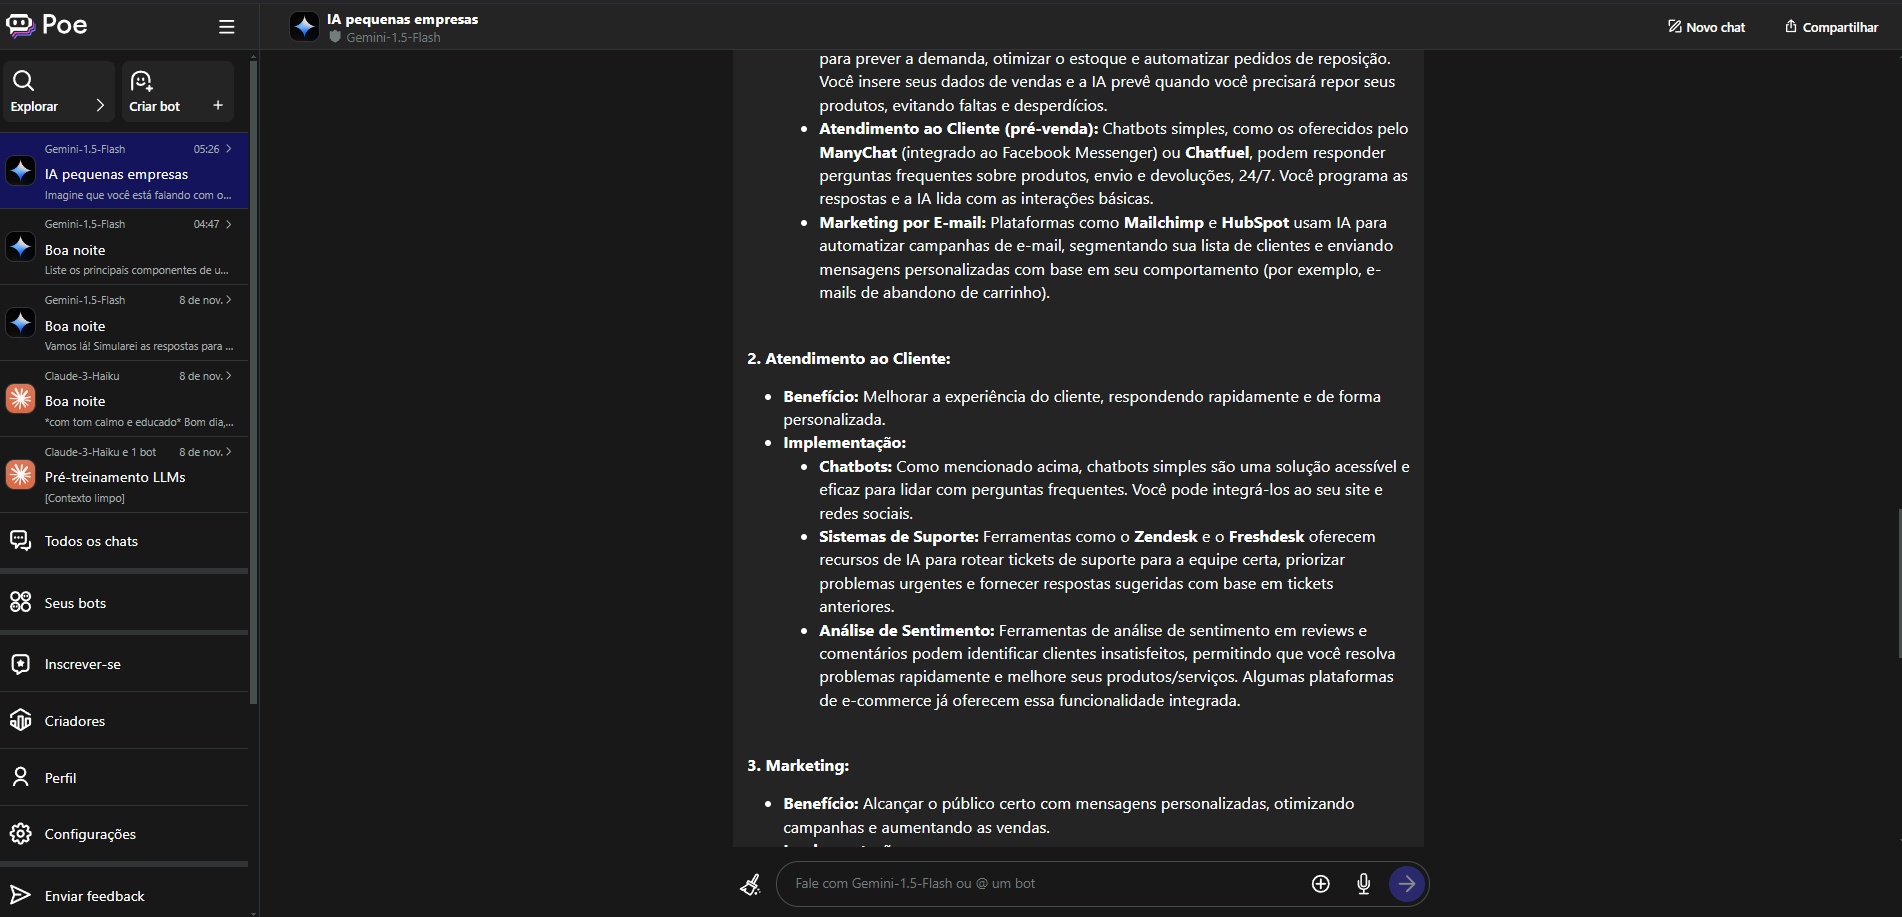 Poe
Explorar
Criar bot
Gemini-1.5-Flash 05:26
IA pequenas empresas
Imagine que você está falando com o...
Gemini-1.5-Flash 04:47
Boa noite
Liste os principais componentes de u...
Gemini-1.5-Flash 8 de nov.
Boa noite
Vamos lá! Simularei as respostas para ...
Claude-3-Haiku 8 de nov.
Boa noite
*com tom calmo e educado* Bom dia,...
Claude-3-Haiku e 1 bot 8 de nov.
Pré-treinamento LLMs
[Contexto limpo]
Todos os chats
Seus bots
Inscrever-se
Criadores
Perfil
Configurações
Enviar feedback
IA pequenas empresas
Gemini-1.5-Flash
Novo chat
Compartilhar
para prever a demanda, otimizar o estoque e automatizar pedidos de reposição.
Você insere seus dados de vendas e a IA prevê quando você precisará repor seus
produtos, evitando faltas e desperdícios.
• Atendimento ao Cliente (pré-venda): Chatbots simples, como os oferecidos pelo
ManyChat (integrado ao Facebook Messenger) ou Chatfuel, podem responder
perguntas frequentes sobre produtos, envio e devoluções, 24/7. Você programa as
respostas e a IA lida com as interações básicas.
• Marketing por E-mail: Plataformas como Mailchimp e HubSpot usam IA para
automatizar campanhas de e-mail, segmentando sua lista de clientes e enviando
mensagens personalizadas com base em seu comportamento (por exemplo, e-
mails de abandono de carrinho).
2. Atendimento ao Cliente:
• Benefício: Melhorar a experiência do cliente, respondendo rapidamente e de forma
personalizada.
• Implementação:
• Chatbots: Como mencionado acima, chatbots simples são uma solução acessível e
eficaz para lidar com perguntas frequentes. Você pode integrá-los ao seu site e
redes sociais.
• Sistemas de Suporte: Ferramentas como o Zendesk e o Freshdesk oferecem
recursos de IA para rotear tickets de suporte para a equipe certa, priorizar
problemas urgentes e fornecer respostas sugeridas com base em tickets
anteriores.
• Análise de Sentimento: Ferramentas de análise de sentimento em reviews e
comentários podem identificar clientes insatisfeitos, permitindo que você resolva
problemas rapidamente e melhore seus produtos/serviços. Algumas plataformas
de e-commerce já oferecem essa funcionalidade integrada.
3. Marketing:
• Benefício: Alcançar o público certo com mensagens personalizadas, otimizando
campanhas e aumentando as vendas.
Fale com Gemini-1.5-Flash ou @ um bot